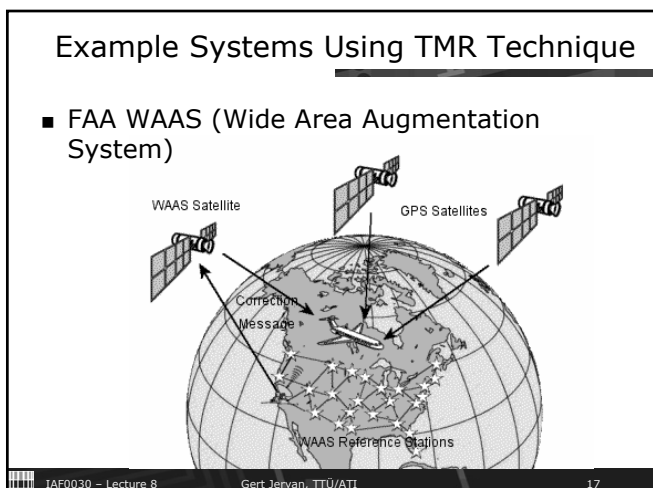 Example Systems Using TMR Technique
■ FAA WAAS (Wide Area Augmentation
System)
WAAS Satellite
GPS Satellites
Correction
Message
WAAS Reference Stations
IAF0030 – Lecture 8
Gert Jervan, TTÜ/ATI
17